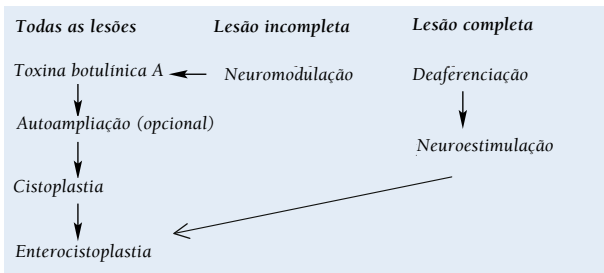 Todas as lesões
Lesão incompleta
Lesão completa
Toxina botulínica A
Neuromodulação
Deaferenciação
Autoampliação (opcional)
Neuroestimulação
Cistoplastia
Enterocistoplastia